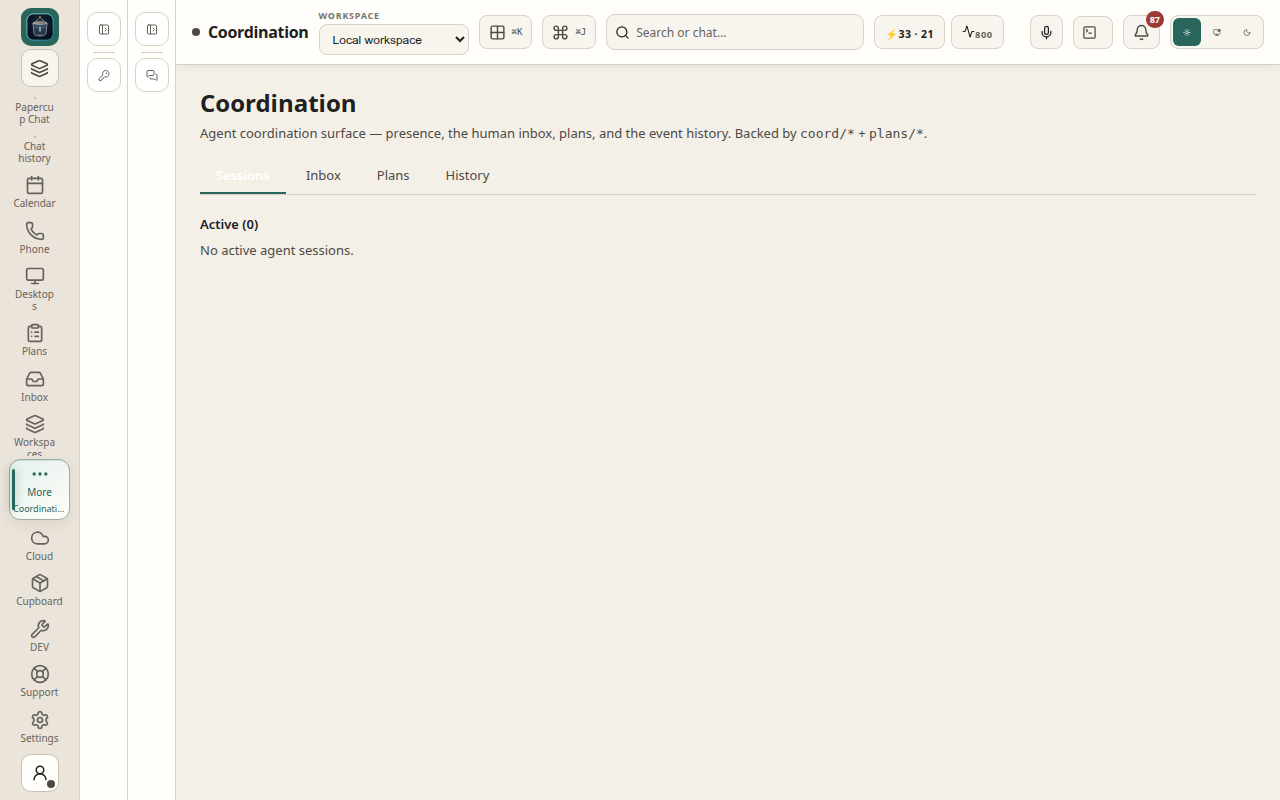 Papercu
p Chat
Chat
history
Calendar
Phone
Desktop
s
Plans
Inbox
Workspa
ces
More
Coordinati...
Cloud
Cupboard
DEV
Support
Settings
Coordination
WORKSPACE
Local workspace
⌘K
⌘J
Search or chat...
⚡33 · 21
800
87
Coordination
Agent coordination surface — presence, the human inbox, plans, and the event history. Backed by coord/* + plans/*.
Sessions
Inbox
Plans
History
Active (0)
No active agent sessions.